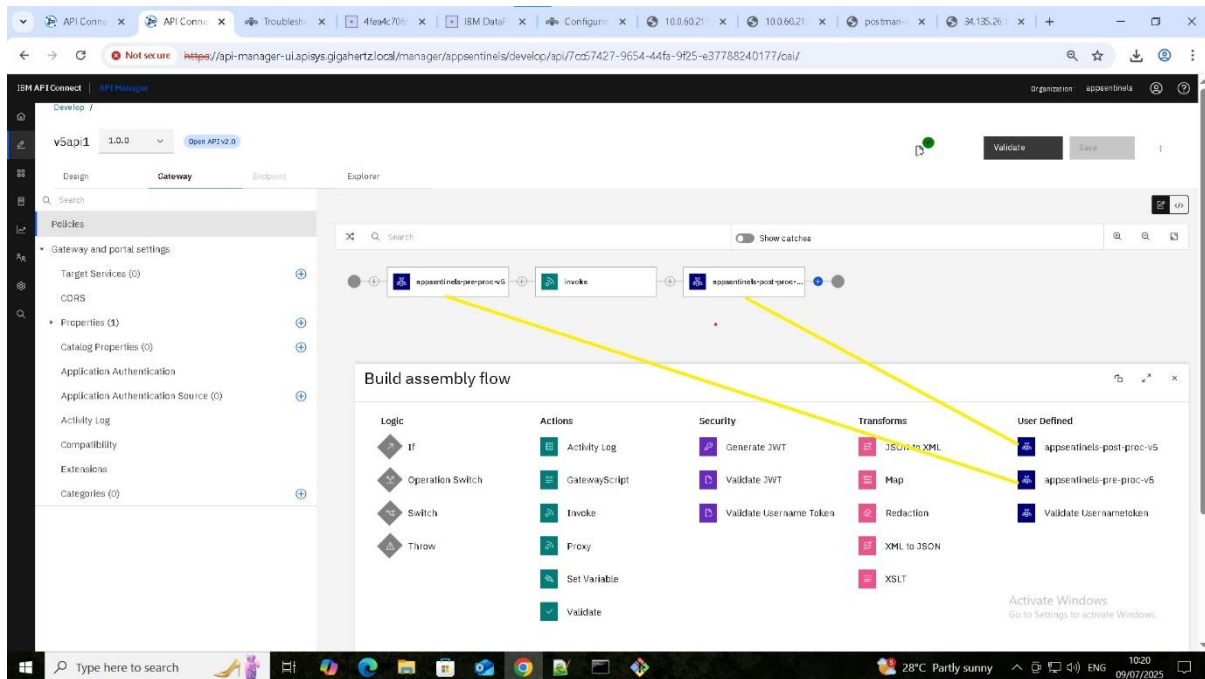 API Conne
API Conne
Troublesh
4fea4c706
IBM DataP
Configurin
10.0.60.21
10.0.60.21
postman-
34.135.26.
Not secure https://api-manager-ui.apisys.gigahertz.local/manager/appsentinels/develop/api/7cd57427-9654-44fa-9f25-e37788240177/oai/
IBM API Connect | API Manager
Organization: appsentinels
Develop /
v5api1 1.0.0 Open API v2.0
Validate Save
Design Gateway Endpoint Explorer
Search
Policies
Gateway and portal settings
Target Services (0)
CORS
Properties (1)
Catalog Properties (0)
Application Authentication
Application Authentication Source (0)
Activity Log
Compatibility
Extensions
Categories (0)
Search Show catches
appsentinels-pre-proc-v5 invoke appsentinels-post-proc-...
Build assembly flow
Logic
If
Operation Switch
Switch
Throw
Actions
Activity Log
GatewayScript
Invoke
Proxy
Set Variable
Validate
Security
Generate JWT
Validate JWT
Validate Username Token
Transforms
JSON to XML
Map
Redaction
XML to JSON
XSLT
User Defined
appsentinels-post-proc-v5
appsentinels-pre-proc-v5
Validate Usernametoken
Activate Windows
Go to Settings to activate Windows.
Type here to search
28°C Partly sunny
ENG
10:20
09/07/2025